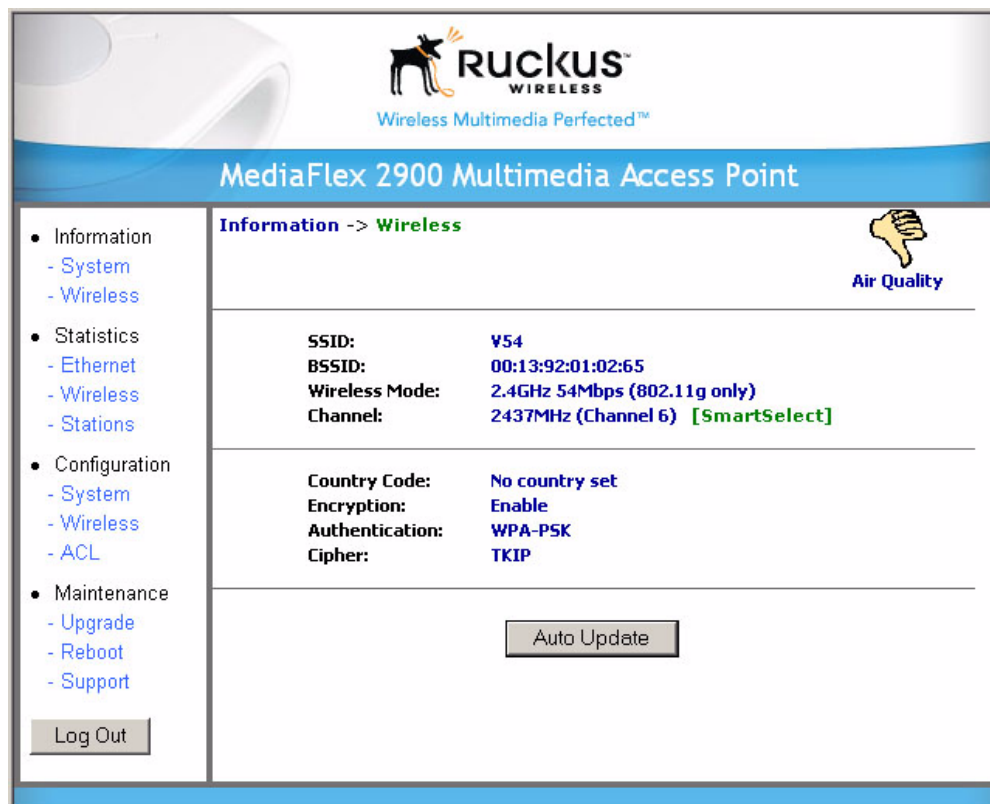 RUCKUS™
WIRELESS
Wireless Multimedia Perfected™
MediaFlex 2900 Multimedia Access Point
• Information
- System
- Wireless
• Statistics
- Ethernet
- Wireless
- Stations
• Configuration
- System
- Wireless
- ACL
• Maintenance
- Upgrade
- Reboot
- Support
Log Out
Information -> Wireless
Air Quality
SSID: V54
BSSID: 00:13:92:01:02:65
Wireless Mode: 2.4GHz 54Mbps (802.11g only)
Channel: 2437MHz (Channel 6) [SmartSelect]
Country Code: No country set
Encryption: Enable
Authentication: WPA-PSK
Cipher: TKIP
Auto Update